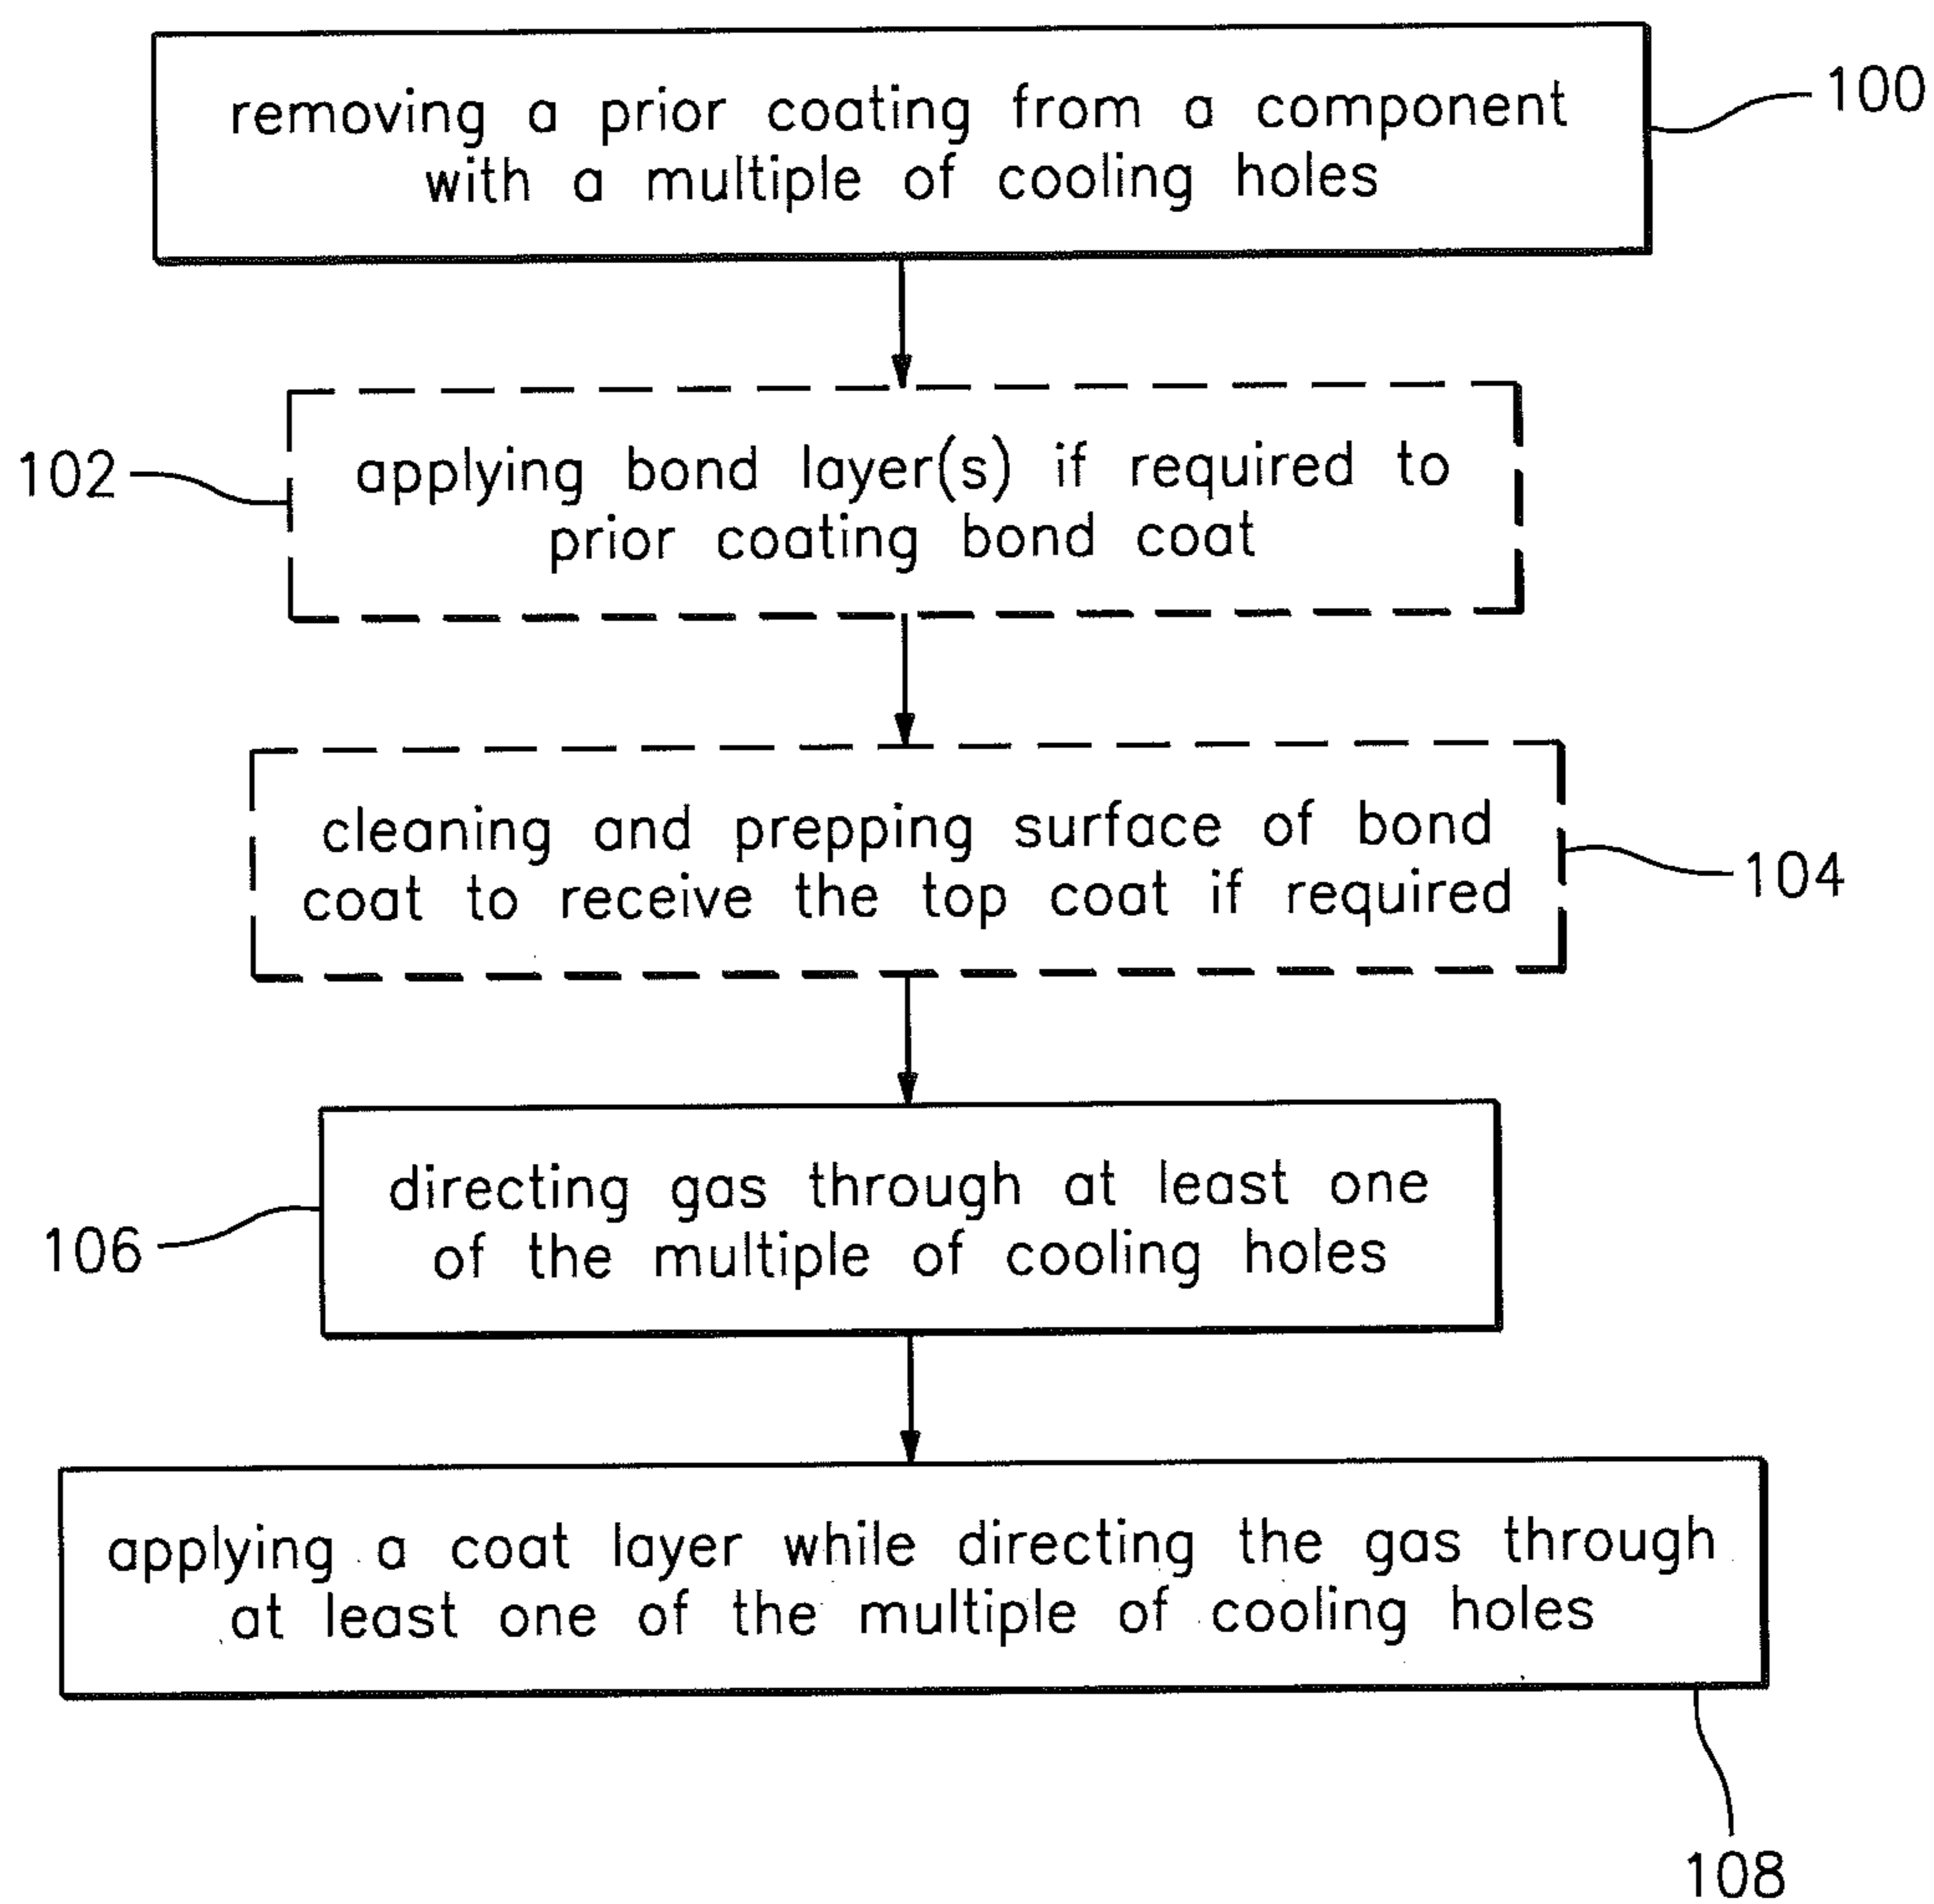 removing a prior coating from a component
with a multiple of cooling holes
100
applying bond layer(s) if required to
prior coating bond coat
102
cleaning and prepping surface of bond
coat to receive the top coat if required
104
directing gas through at least one
of the multiple of cooling holes
106
applying a coat layer while directing the gas through
at least one of the multiple of cooling holes
108